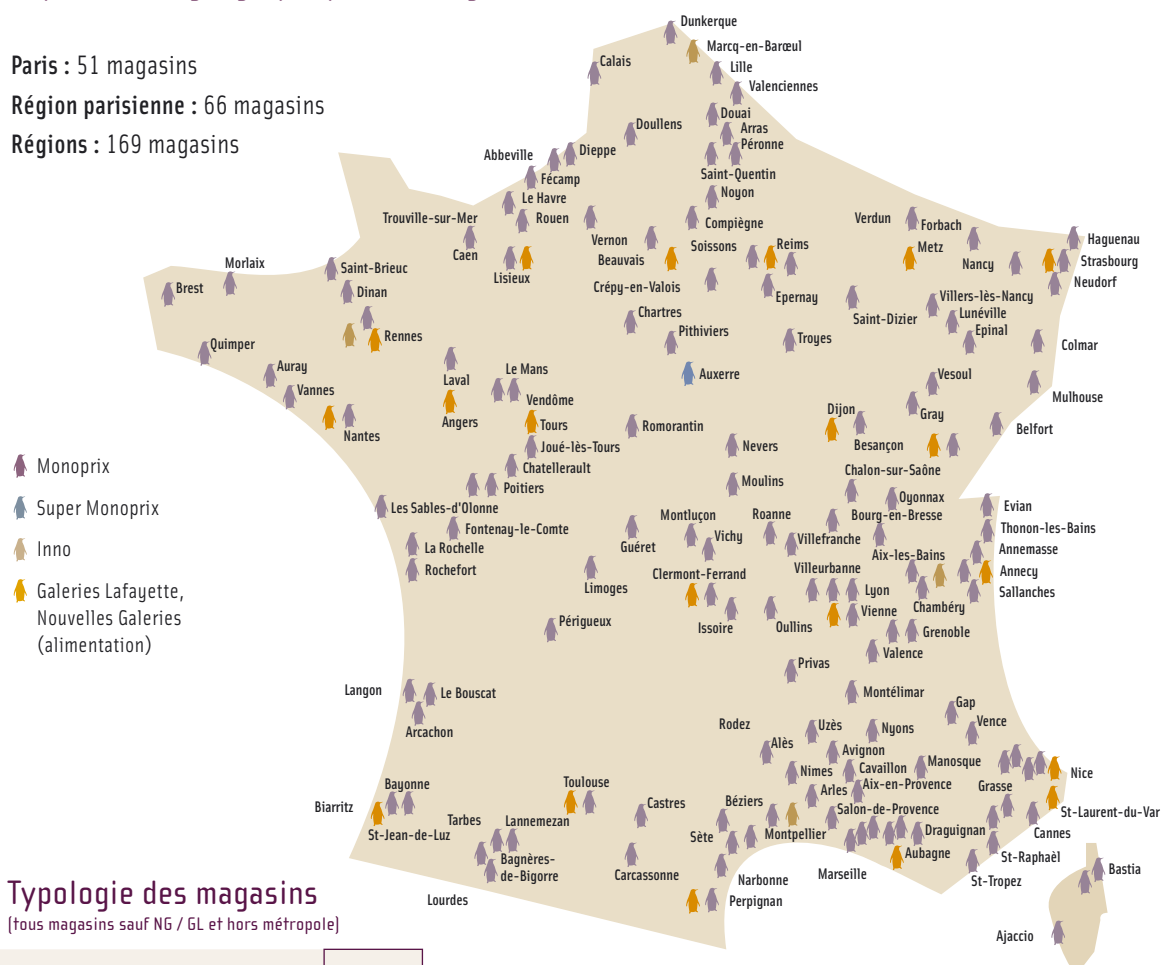 Paris : 51 magasins
Région parisienne : 66 magasins
Régions : 169 magasins
Dunkerque
Marcq-en-Barœul
Calais
Lille
Valenciennes
Douai
Doullens
Arras
Péronne
Abbeville
Dieppe
Saint-Quentin
Fécamp
Noyon
Le Havre
Trouville-sur-Mer
Rouen
Compiègne
Verdun
Forbach
Caen
Vernon
Soissons
Reims
Metz
Haguenau
Beauvais
Nancy
Strasbourg
Morlaix
Saint-Brieuc
Lisieux
Crépy-en-Valois
Neudorf
Brest
Dinan
Epernay
Villers-lès-Nancy
Chartres
Saint-Dizier
Lunéville
Rennes
Pithiviers
Troyes
Epinal
Quimper
Colmar
Auray
Laval
Le Mans
Auxerre
Vesoul
Vannes
Vendôme
Mulhouse
Nantes
Angers
Tours
Romorantin
Dijon
Gray
Belfort
Joué-lès-Tours
Nevers
Besançon
Monoprix
Chatellerault
Chalon-sur-Saône
Poitiers
Moulins
Super Monoprix
Les Sables-d'Olonne
Oyonnax
Evian
Fontenay-le-Comte
Montluçon
Roanne
Bourg-en-Bresse
Thonon-les-Bains
Inno
La Rochelle
Guéret
Vichy
Villefranche
Aix-les-Bains
Annemasse
Rochefort
Clermont-Ferrand
Villeurbanne
Annecy
Galeries Lafayette,
Nouvelles Galeries
(alimentation)
Limoges
Lyon
Sallanches
Périgueux
Issoire
Oullins
Vienne
Chambéry
Grenoble
Valence
Privas
Langon
Le Bouscat
Montélimar
Arcachon
Gap
Rodez
Uzès
Nyons
Vence
Alès
Avignon
Bayonne
Toulouse
Nimes
Cavaillon
Manosque
Nice
Biarritz
Castres
Béziers
Arles
Aix-en-Provence
Grasse
St-Jean-de-Luz
Tarbes
Lannemezan
Sète
Montpellier
Salon-de-Provence
St-Laurent-du-Var
Draguignan
Cannes
Bagnères-
de-Bigorre
Carcassonne
Narbonne
Marseille
Aubagne
St-Raphaèl
Bastia
Lourdes
Perpignan
St-Tropez
Ajaccio
Typologie des magasins
(tous magasins sauf NG / GL et hors métropole)